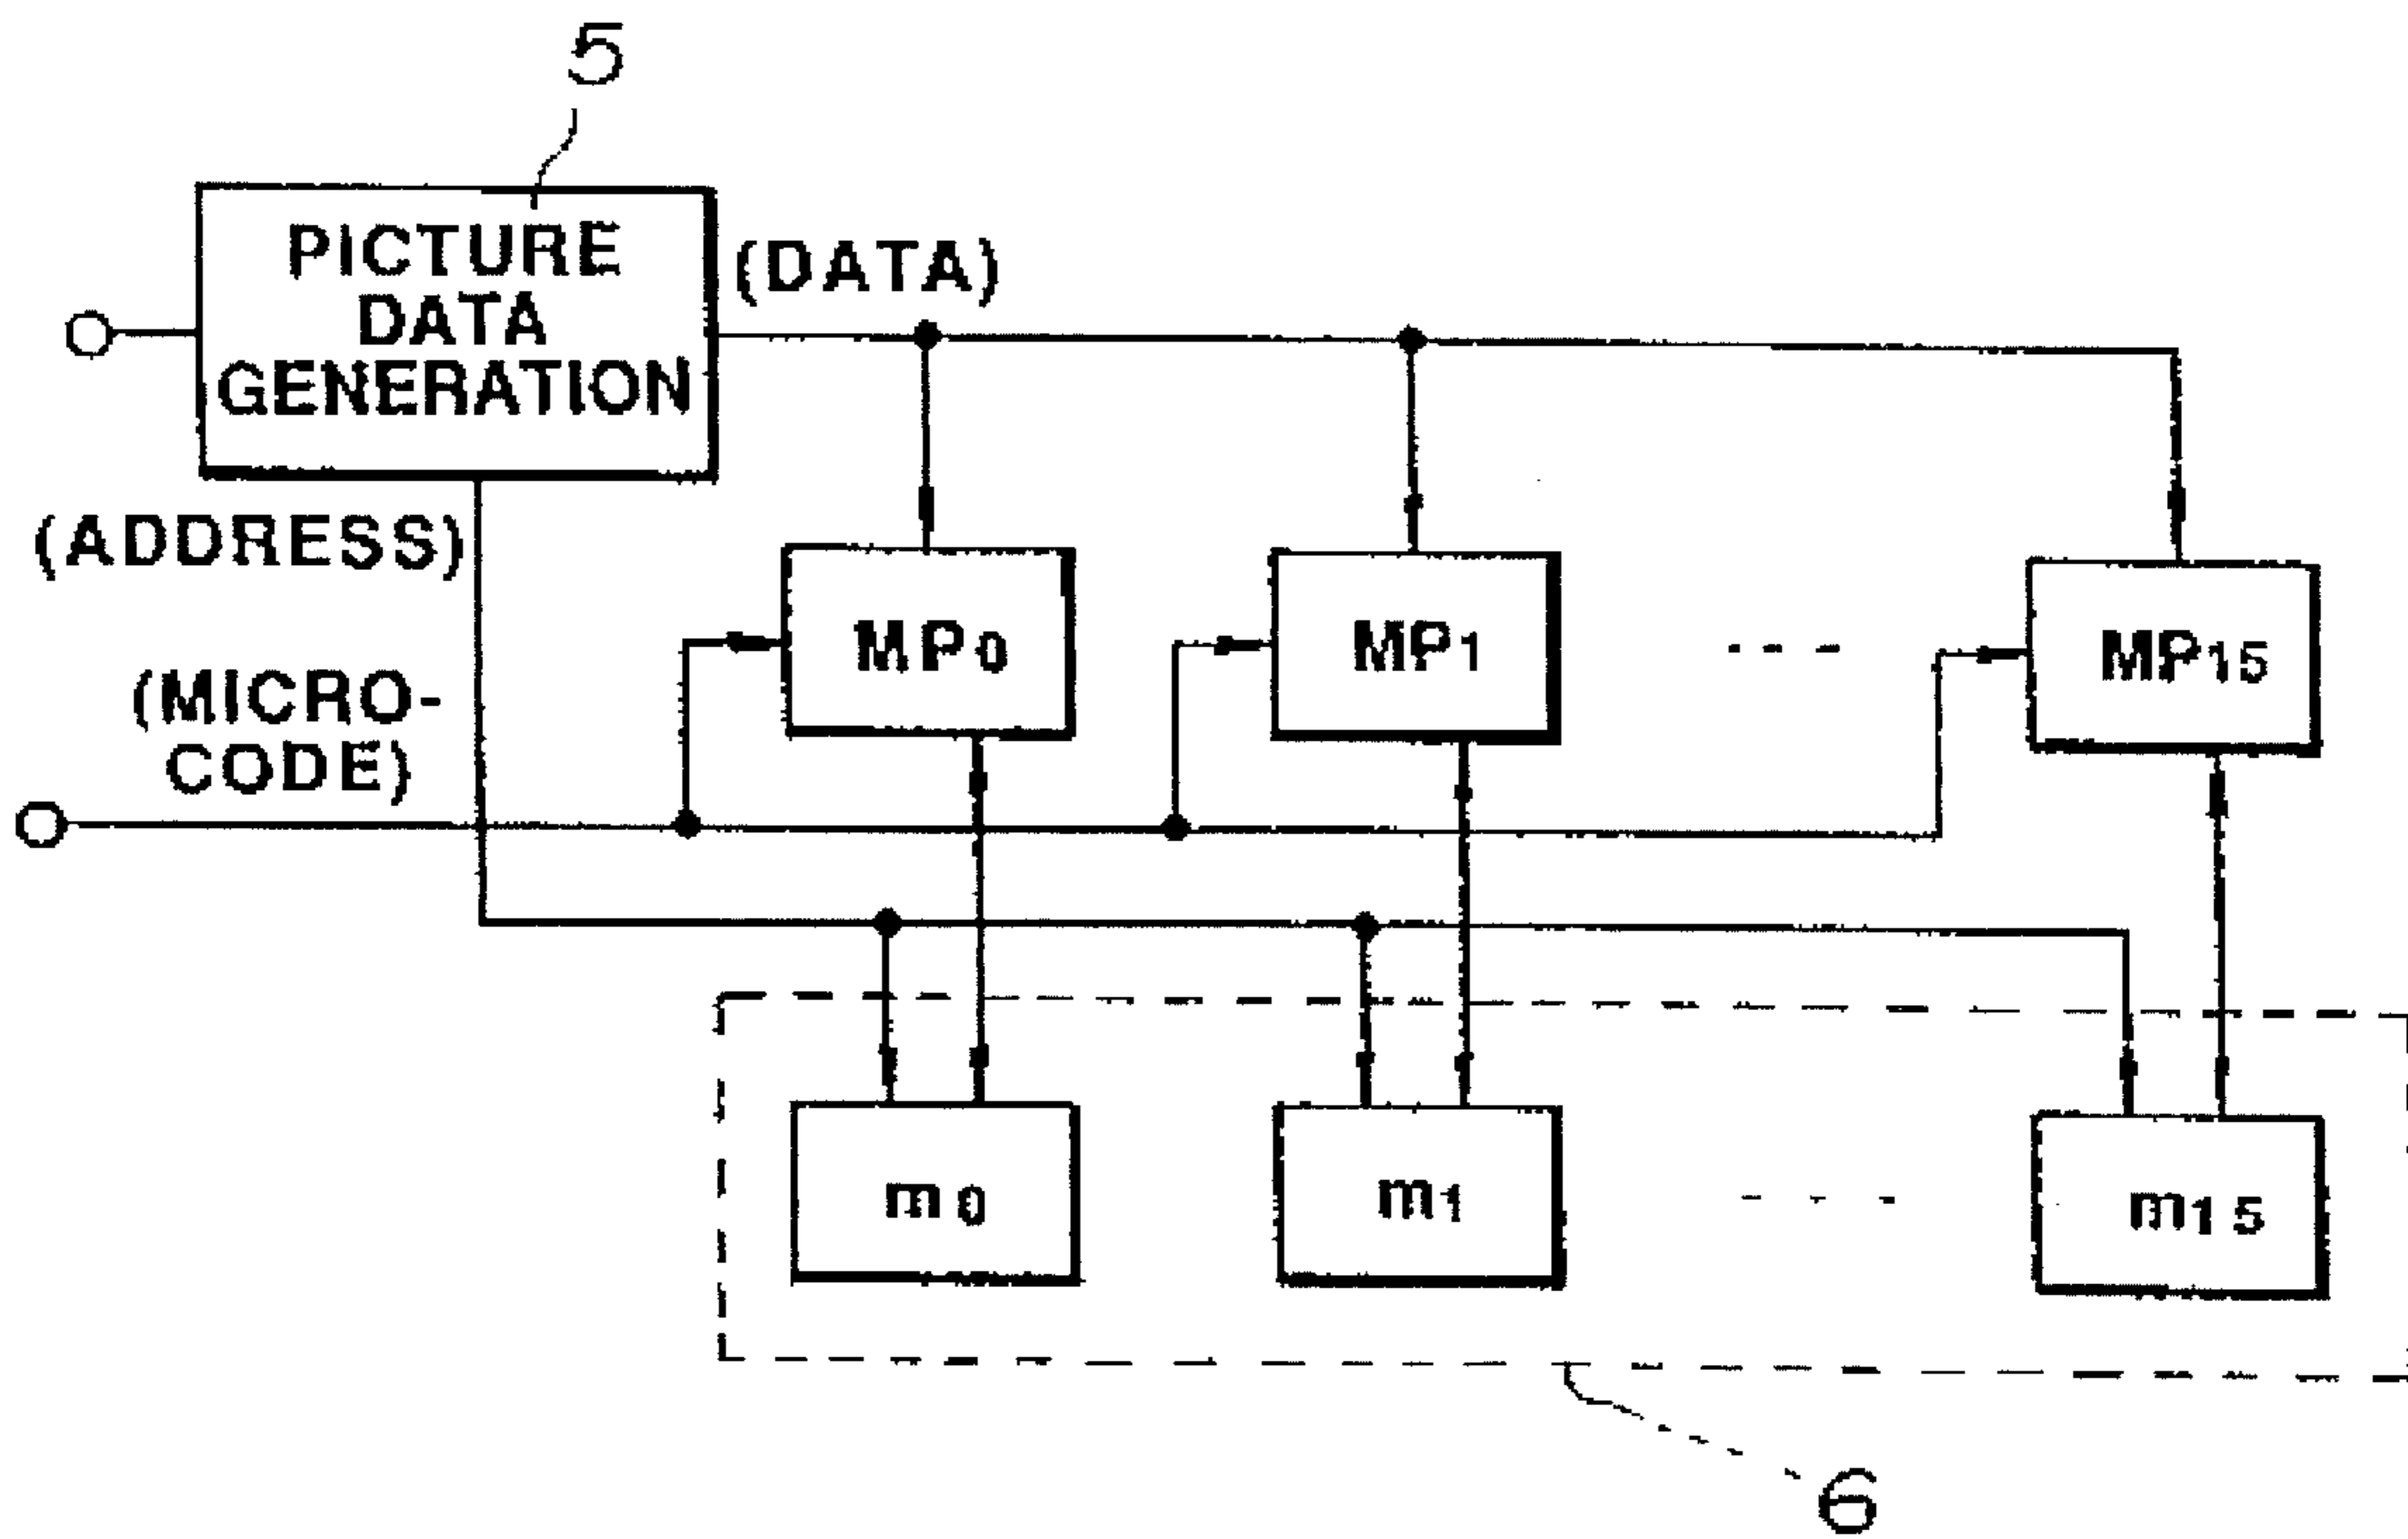 5
PICTURE
DATA
GENERATION
(DATA)
(ADDRESS)
(MICRO-
CODE)
MP0
MP1
MP15
m0
m1
m15
6